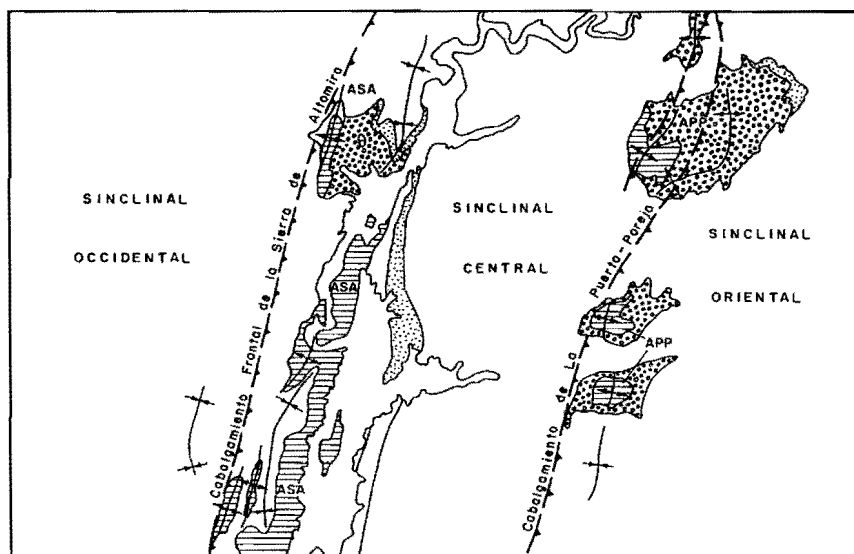 ASA
APP
SINCLINAL
OCCIDENTAL
SINCLINAL
CENTRAL
SINCLINAL
ORIENTAL
ASA
APP
ASA
Cabalgamiento Frontal de la Sierra de Altamira
Cabalgamiento de La Puerto-Pareja